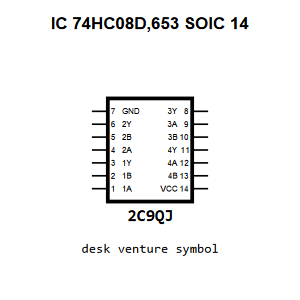 IC 74HC08D,653 SOIC 14
7 GND 3Y 8
6 2Y 3A 9
5 2B 3B 10
4 2A 4Y 11
3 1Y 4A 12
2 1B 4B 13
1 1A VCC 14
2C9QJ
desk venture symbol